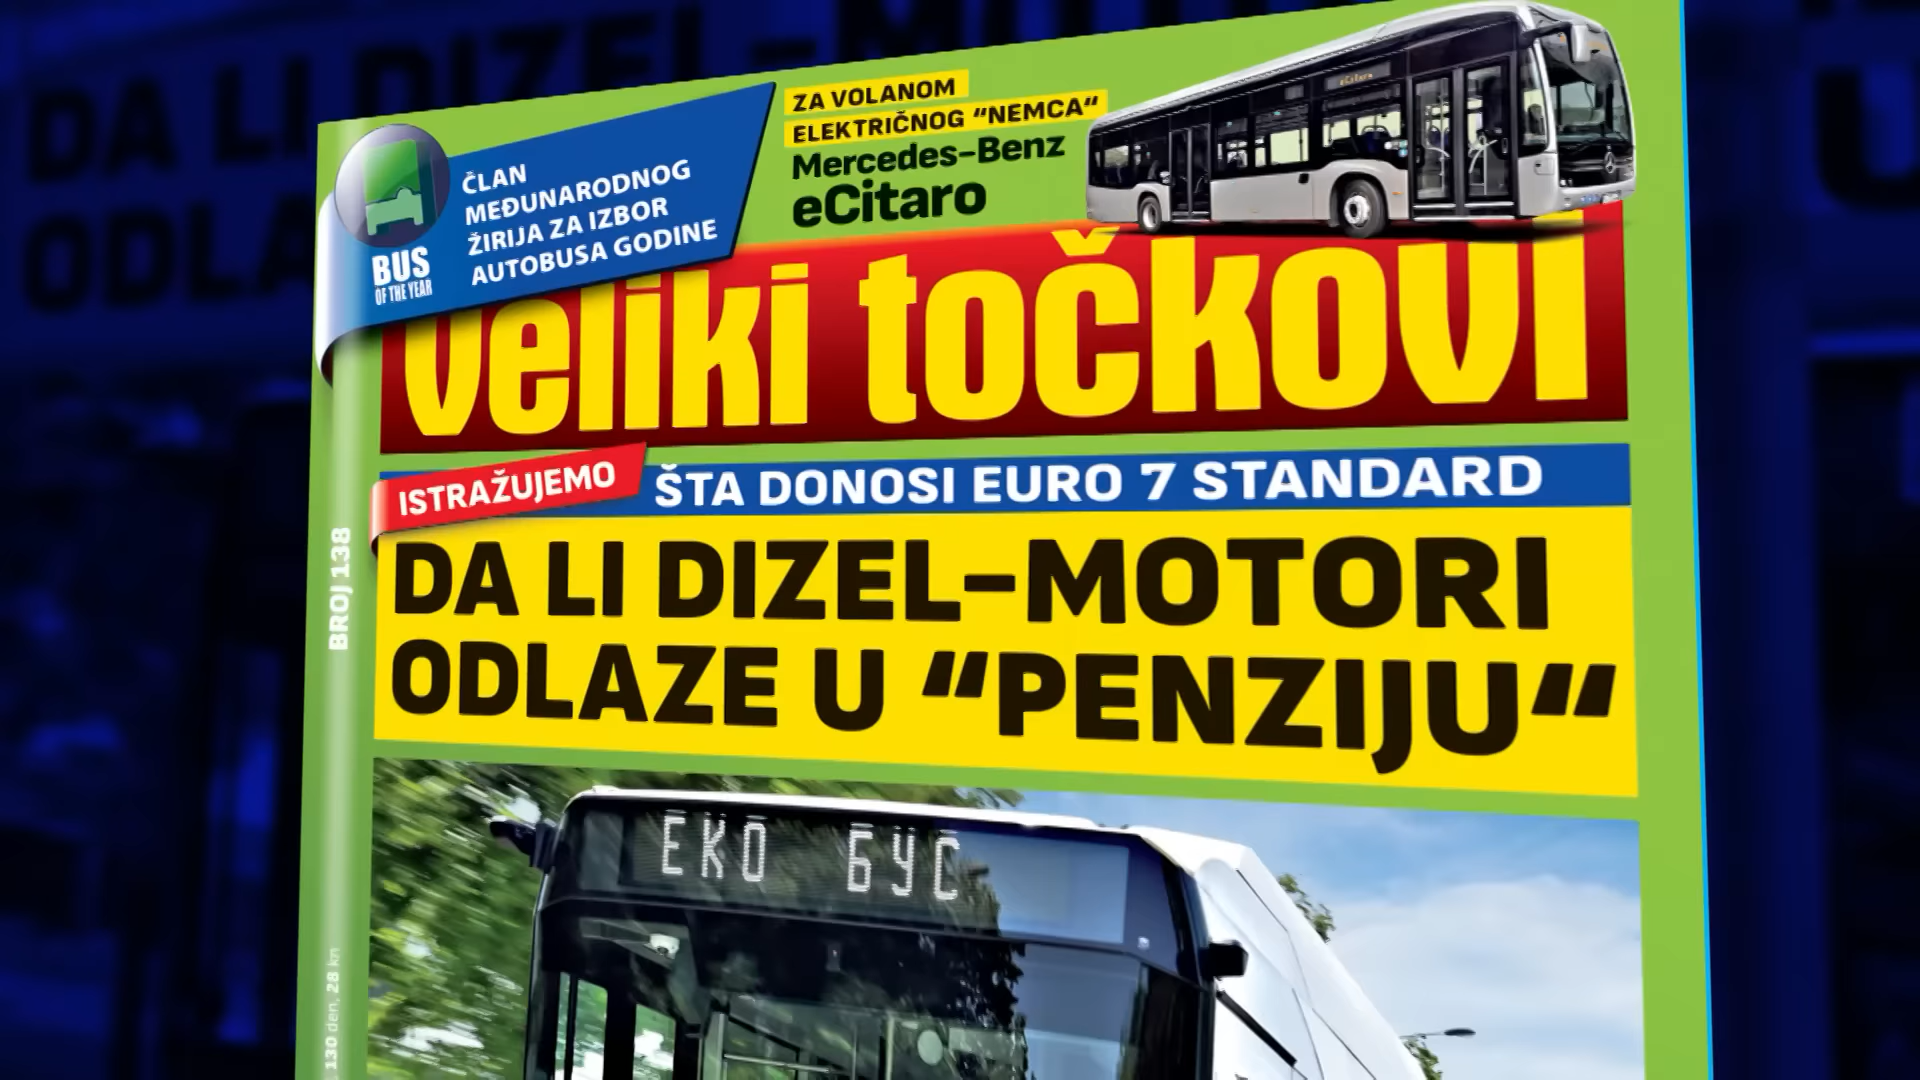 ČLAN
MEĐUNARODNOG
ŽIRIJA ZA IZBOR
AUTOBUSA GODINE
BUS
OF THE YEAR
ZA VOLANOM
ELEKTRIČNOG “NEMCA“
Mercedes-Benz
eCitaro
eCitaro
veliki točkovi
ISTRAŽUJEMO
ŠTA DONOSI EURO 7 STANDARD
DA LI DIZEL-MOTORI
ODLAZE U “PENZIJU“
BROJ 138
130 den, 28 kn
ЕКО БУС